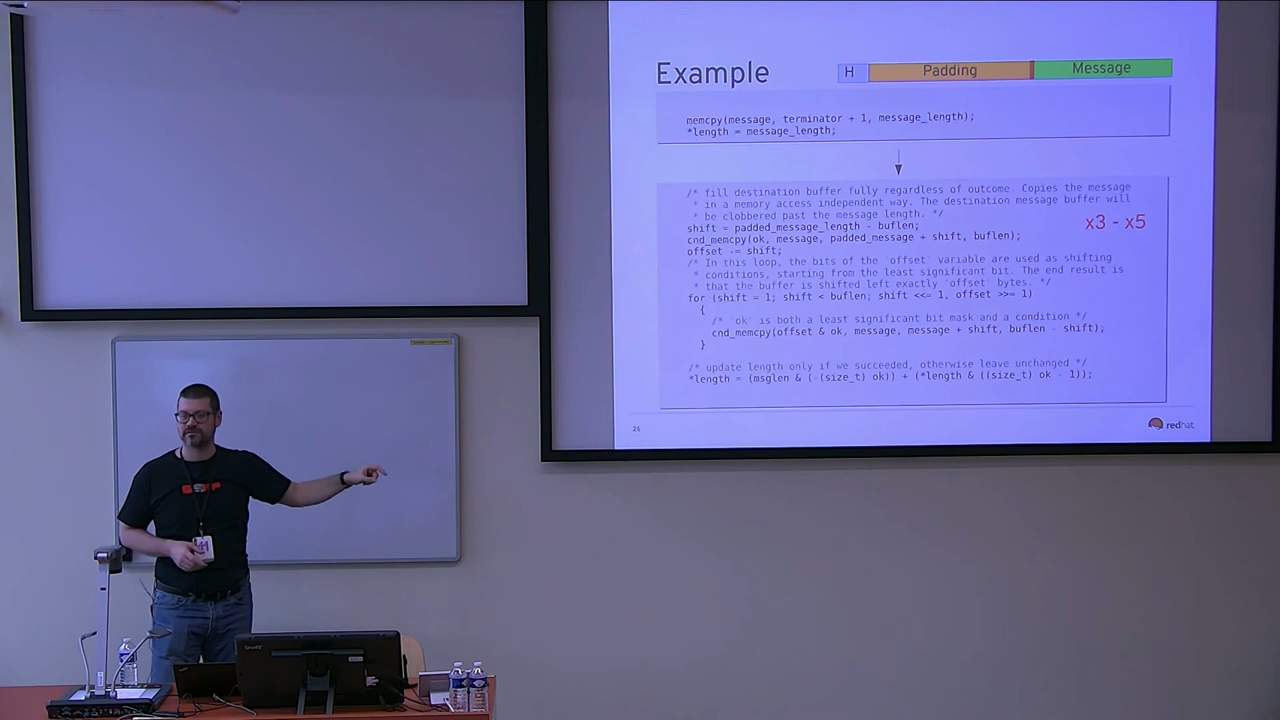 Example
H
Padding
Message
memcpy(message, terminator + 1, message_length);
*length = message_length;
/* fill destination buffer fully regardless of outcome. Copies the message
* in a memory access independent way. The destination message buffer will
* be clobbered past the message length. */
shift = padded_message_length - buflen;
cnd_memcpy(ok, message, padded_message + shift, buflen);
offset -= shift;
/* In this loop, the bits of the 'offset' variable are used as shifting
* conditions, starting from the least significant bit. The end result is
* that the buffer is shifted left exactly 'offset' bytes. */
for (shift = 1; shift < buflen; shift <<= 1, offset >>= 1)
{
/* 'ok' is both a least significant bit mask and a condition */
cnd_memcpy(offset & ok, message, message + shift, buflen - shift);
}
/* update length only if we succeeded, otherwise leave unchanged */
*length = (msglen & (-(size_t) ok)) + (*length & ((size_t) ok - 1));
x3 - x5
26
redhat